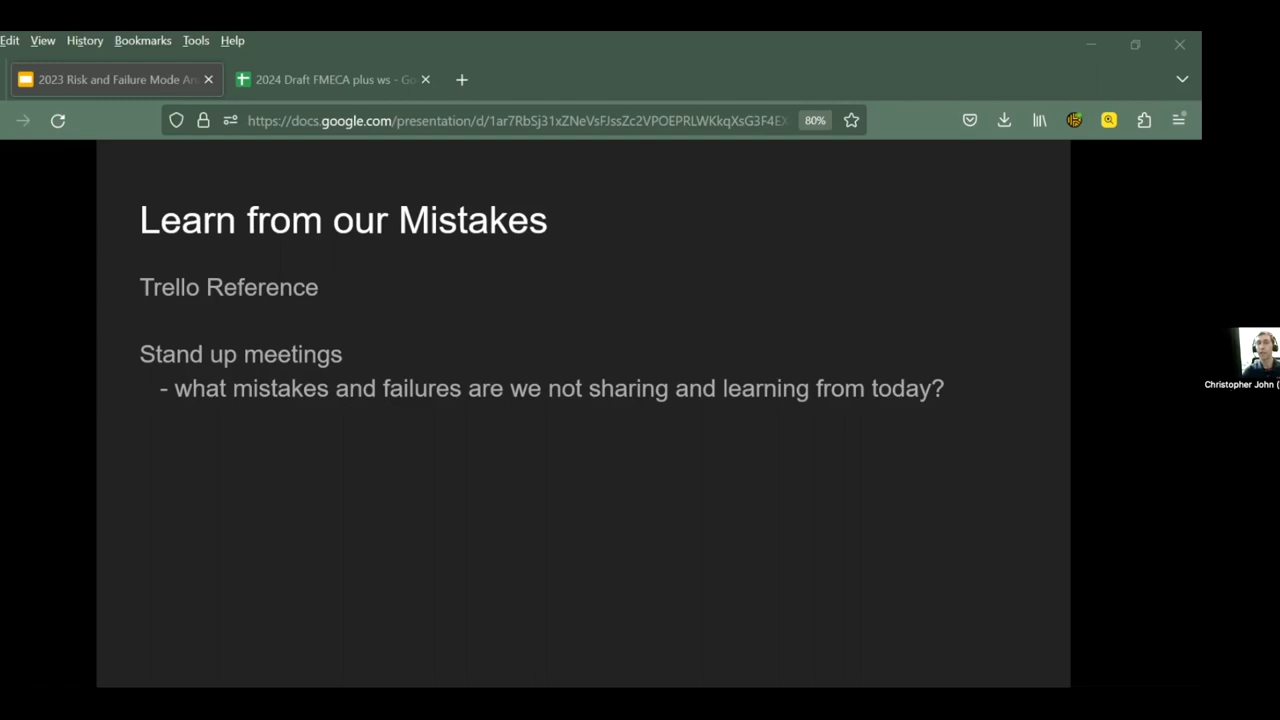 Edit View History Bookmarks Tools Help
2023 Risk and Failure Mode An
2024 Draft FMECA plus ws - Go
https://docs.google.com/presentation/d/1ar7RbSj31xZNeVsFJssZc2VPOEPRLWKkqXsG3F4EX
80%
Learn from our Mistakes
Trello Reference
Stand up meetings
- what mistakes and failures are we not sharing and learning from today?
Christopher John (